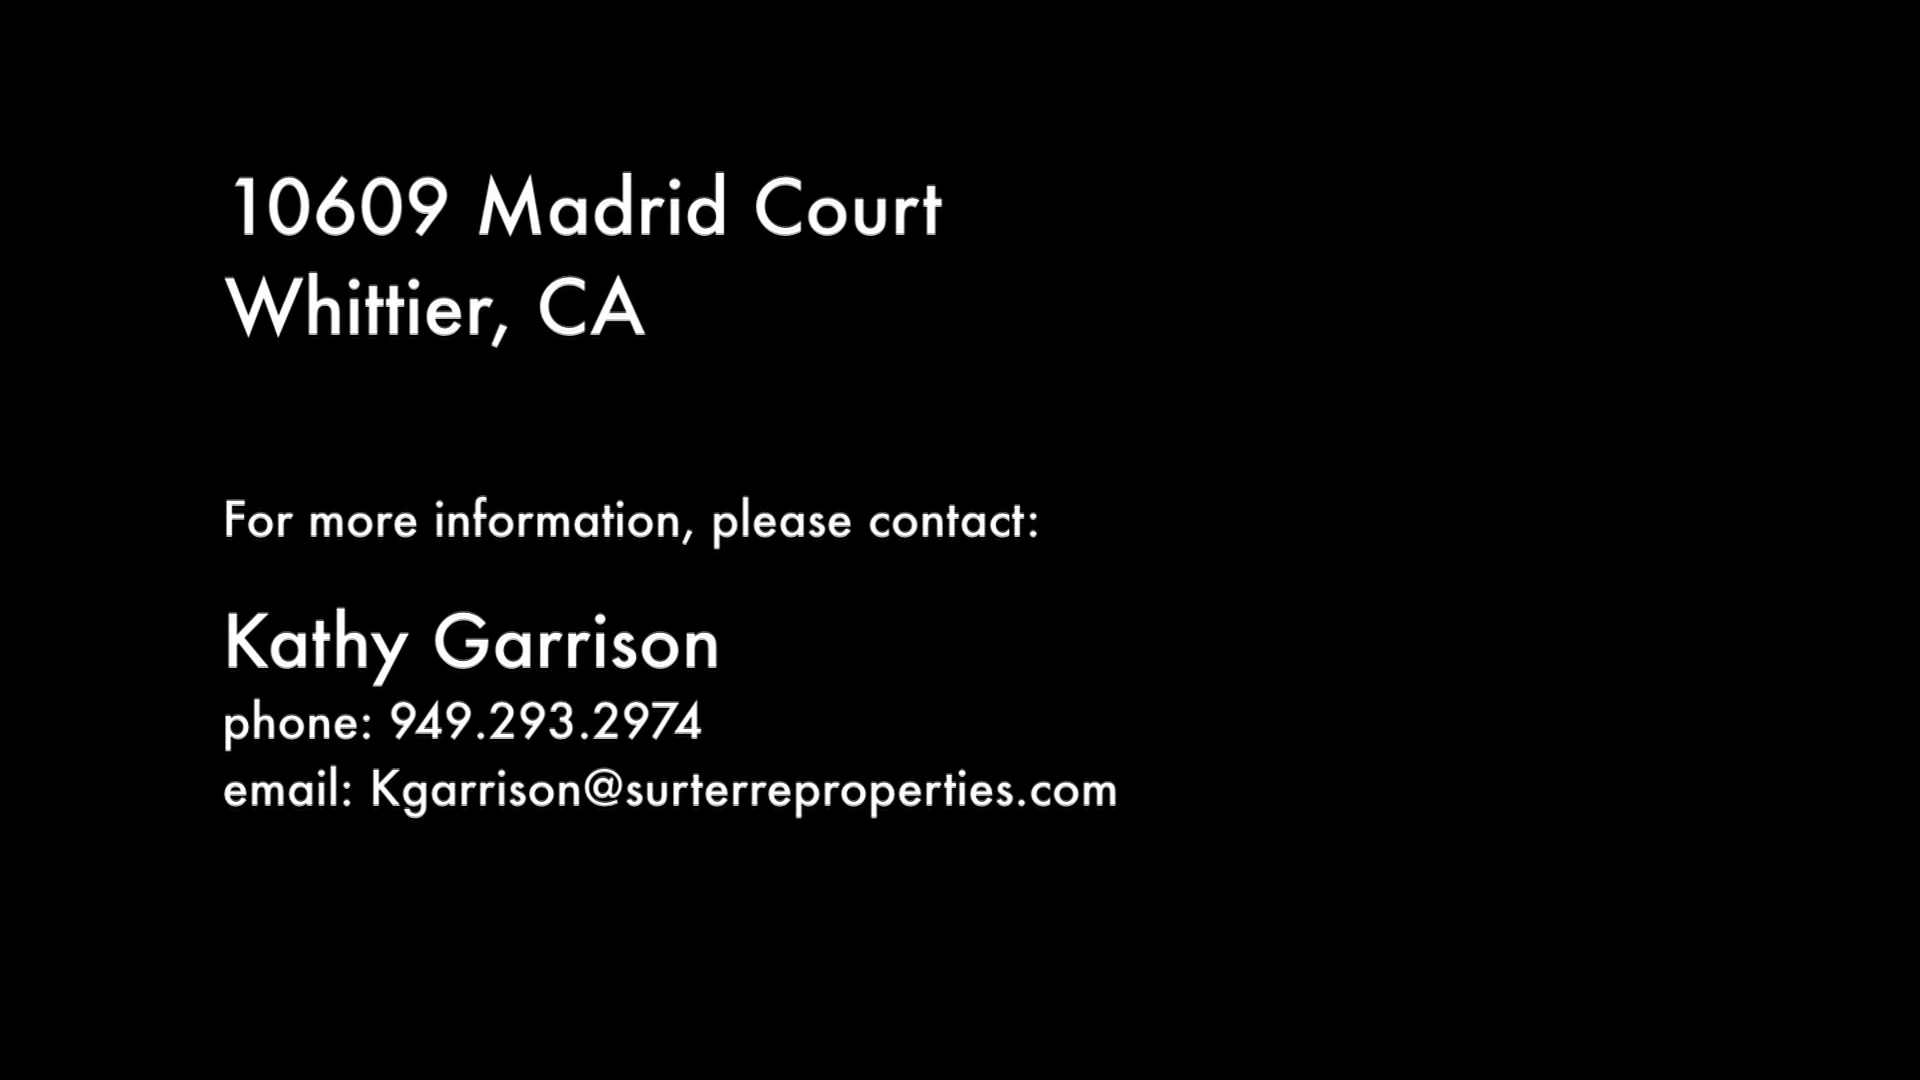 10609 Madrid Court
Whittier, CA
For more information, please contact:
Kathy Garrison
phone: 949.293.2974
email: Kgarrison@surterreproperties.com